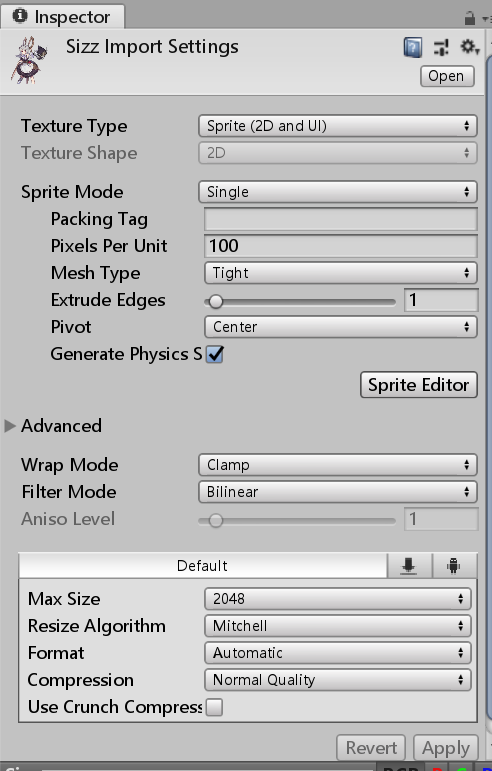 Inspector
Sizz Import Settings
Open
Texture Type Sprite (2D and UI)
Texture Shape 2D
Sprite Mode Single
Packing Tag
Pixels Per Unit 100
Mesh Type Tight
Extrude Edges 1
Pivot Center
Generate Physics S
Sprite Editor
Advanced
Wrap Mode Clamp
Filter Mode Bilinear
Aniso Level 1
Default
Max Size 2048
Resize Algorithm Mitchell
Format Automatic
Compression Normal Quality
Use Crunch Compress
Revert Apply